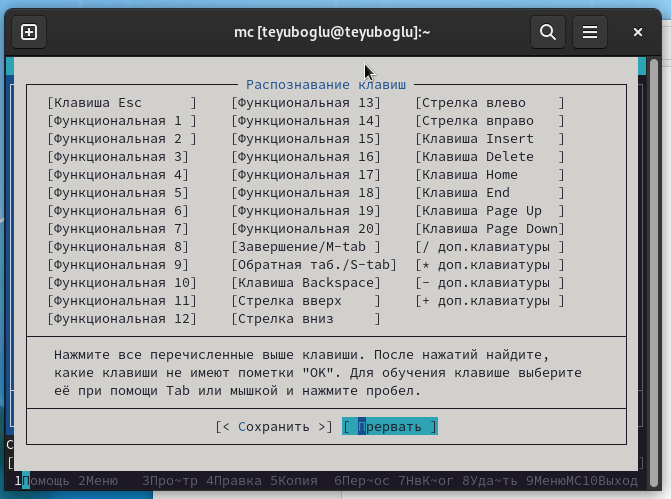 mc [teyuboglu@teyuboglu]:~
Распознавание клавиш
[Клавиша Esc      ] [Функциональная 13] [Стрелка влево    ]
[Функциональная 1 ] [Функциональная 14] [Стрелка вправо   ]
[Функциональная 2 ] [Функциональная 15] [Клавиша Insert   ]
[Функциональная 3] [Функциональная 16] [Клавиша Delete   ]
[Функциональная 4] [Функциональная 17] [Клавиша Home     ]
[Функциональная 5] [Функциональная 18] [Клавиша End      ]
[Функциональная 6] [Функциональная 19] [Клавиша Page Up  ]
[Функциональная 7] [Функциональная 20] [Клавиша Page Down]
[Функциональная 8] [Завершение/M-tab ] [/ доп.клавиатуры ]
[Функциональная 9] [Обратная таб./S-tab] [* доп.клавиатуры ]
[Функциональная 10] [Клавиша Backspace] [- доп.клавиатуры ]
[Функциональная 11] [Стрелка вверх    ] [+ доп.клавиатуры ]
[Функциональная 12] [Стрелка вниз     ]
Нажмите все перечисленные выше клавиши. После нажатий найдите,
какие клавиши не имеют пометки "OK". Для обучения клавише выберите
её при помощи Tab или мышкой и нажмите пробел.
[< Сохранить >] [ Прервать ]
1Помощь 2Меню 3Про~тр 4Правка 5Копия 6Пер~ос 7НвК~ог 8Уда~ть 9МенюMC10Выход